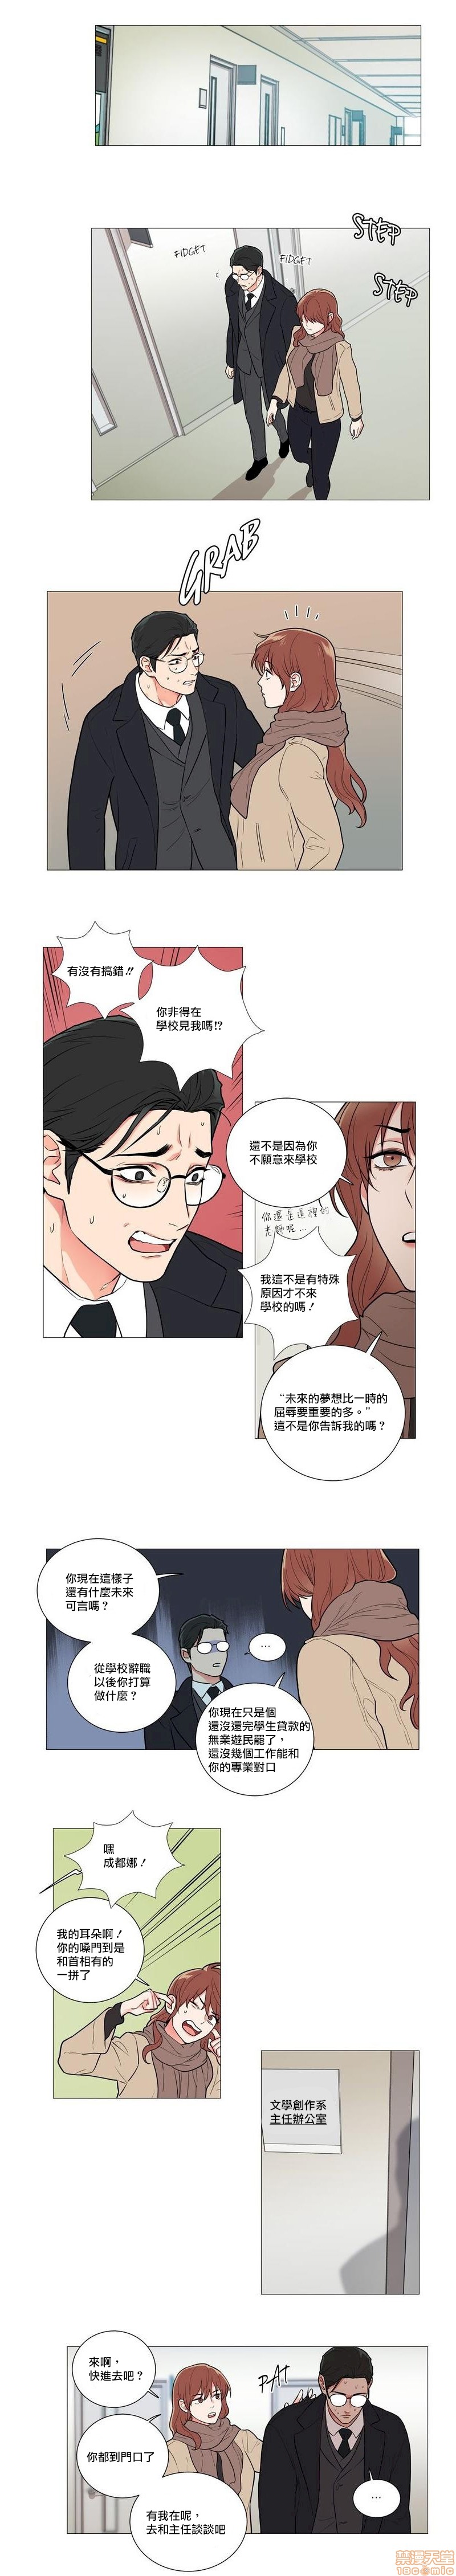 FIDGET
FIDGET
STEP
STEP
GRAB
有沒有搞錯!!
你非得在
學校見我嗎!?
還不是因為你
不願意來學校
你還是這裡的
老師呢...
我這不是有特殊
原因才不來
學校的嗎!
“未來的夢想比一時的
屈辱要重要的多。”
這不是你告訴我的嗎?
你現在這樣子
還有什麼未來
可言嗎?
從學校辭職
以後你打算
做什麼?
...
你現在只是個
還沒還完學生貸款的
無業遊民罷了,
還沒幾個工作能和
你的專業對口
嘿
成都娜!
我的耳朵啊!
你的嗓門到是
和首相有的
一拼了
文學創作系
主任辦公室
來啊,
快進去吧?
PAT
你都到門口了
...
有我在呢,
去和主任談談吧
禁漫天堂
18comic